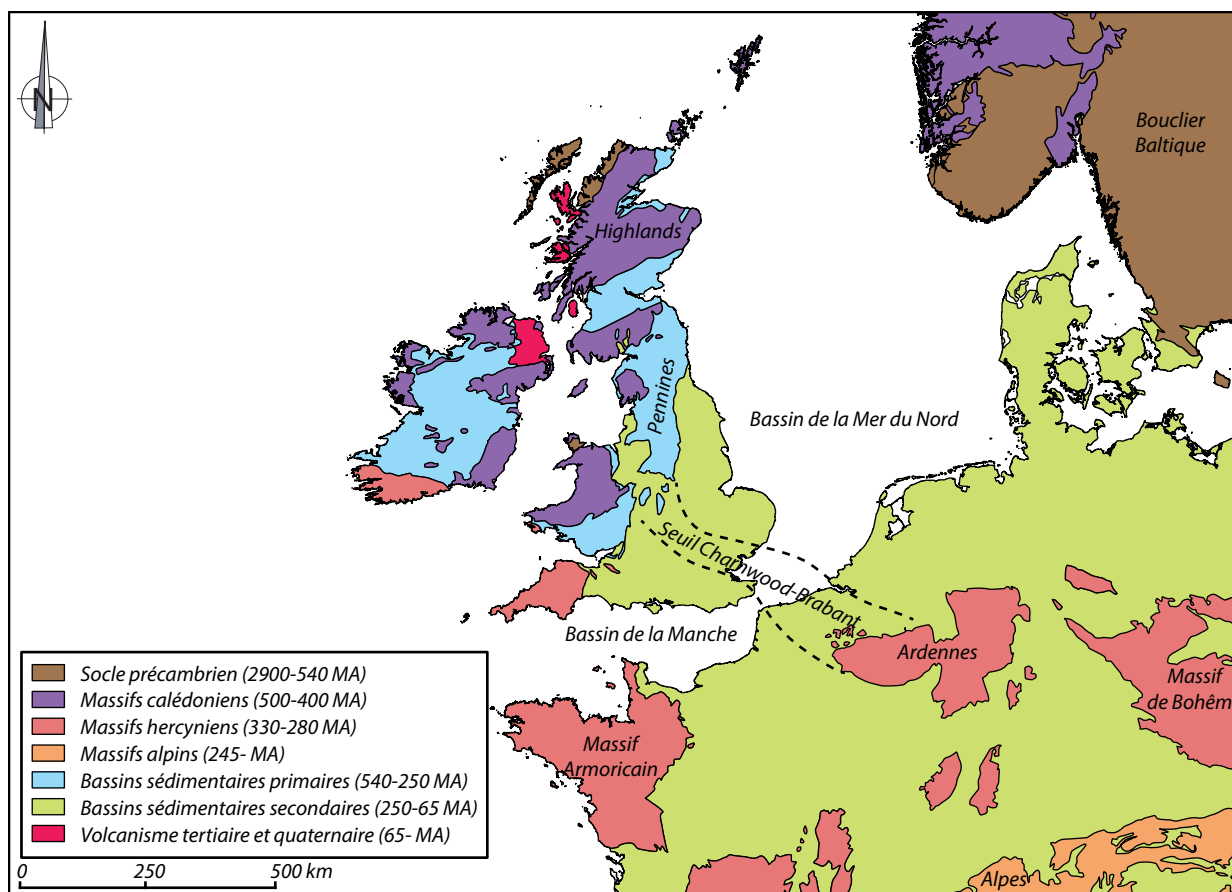 N
Bouclier
Baltique
Highlands
Pennines
Bassin de la Mer du Nord
Seuil Charnwood-Brabant
Bassin de la Manche
Ardennes
Massif
de Bohêm
Massif
Armoricain
Alpes
Socle précambrien (2900-540 MA)
Massifs calédoniens (500-400 MA)
Massifs hercyniens (330-280 MA)
Massifs alpins (245- MA)
Bassins sédimentaires primaires (540-250 MA)
Bassins sédimentaires secondaires (250-65 MA)
Volcanisme tertiaire et quaternaire (65- MA)
0 250 500 km